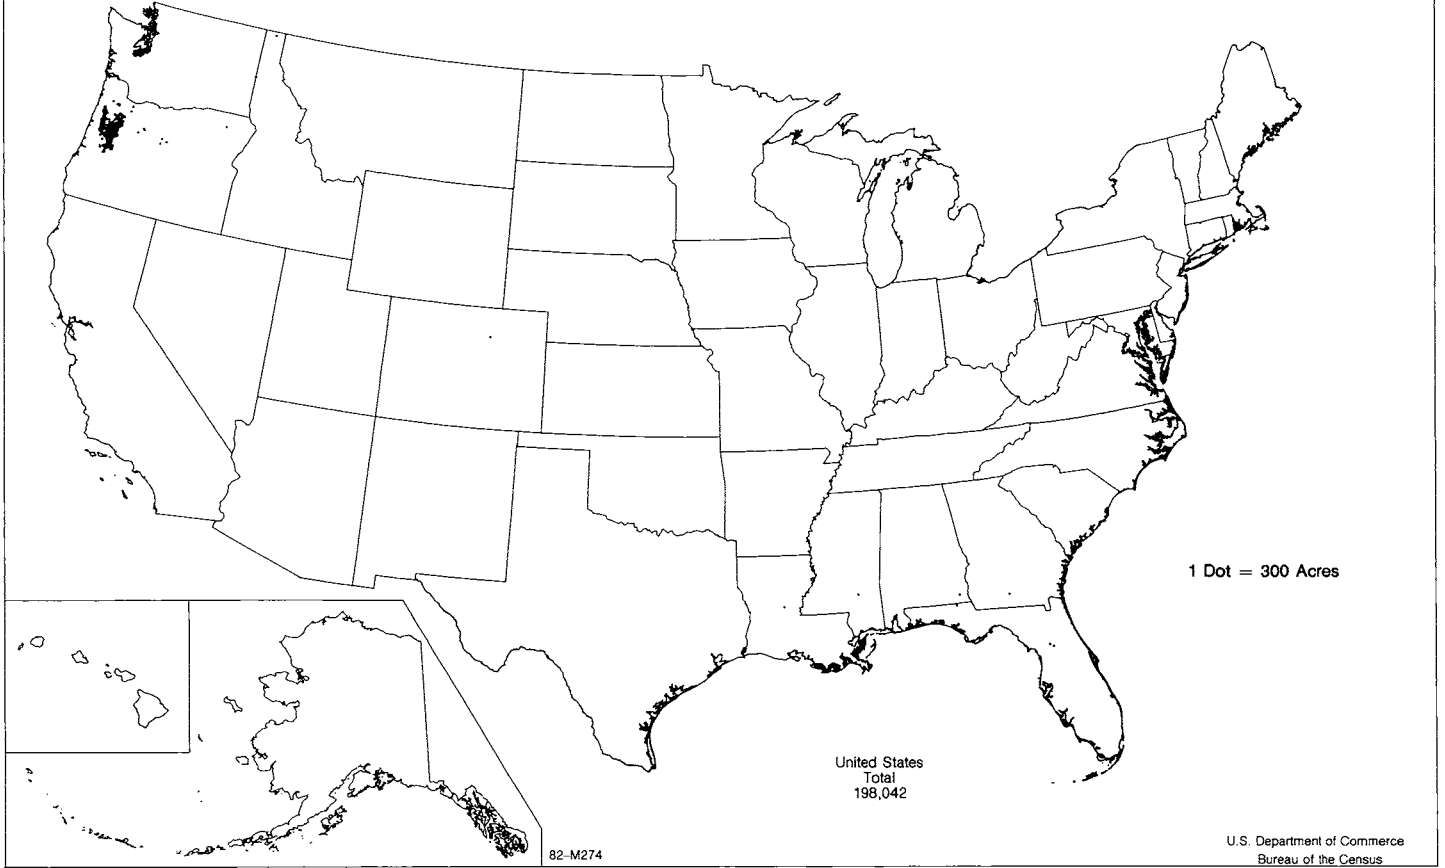 1 Dot = 300 Acres
United States
Total
198,042
82-M274
U.S. Department of Commerce
Bureau of the Census